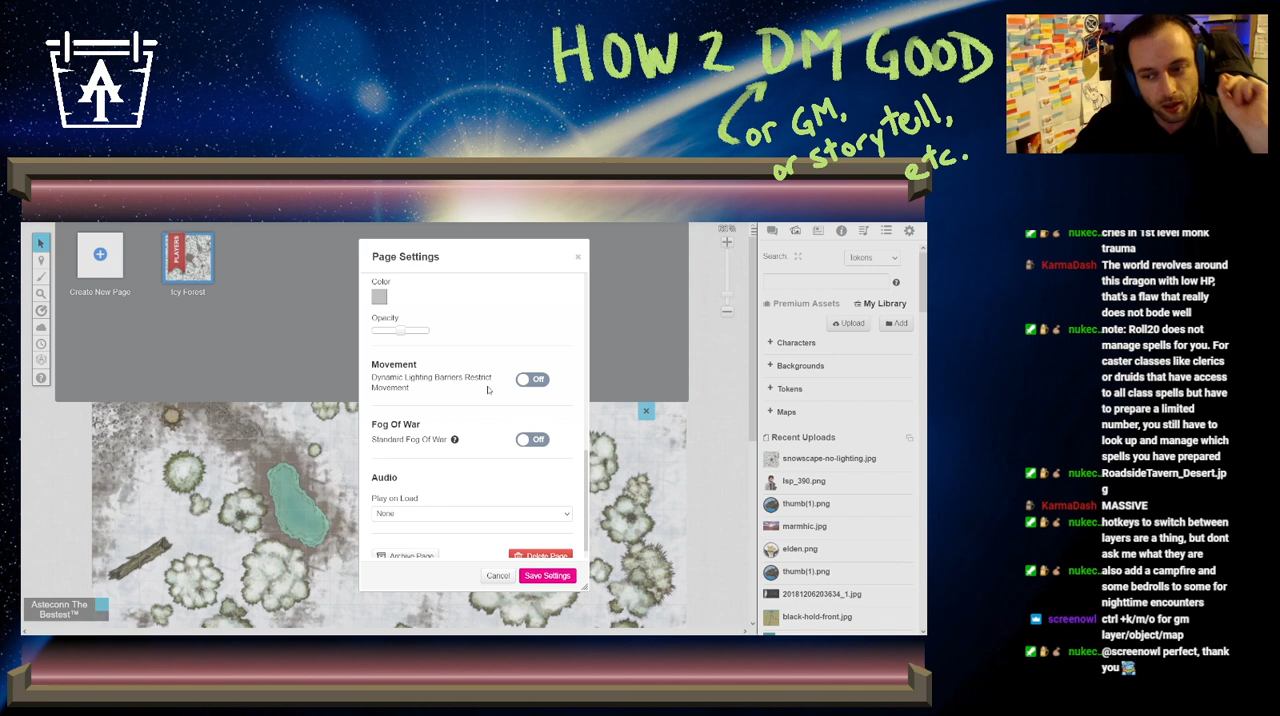 HOW 2 DM GOOD
or GM,
or storytell,
etc.
AT
Create New Page
PLAYERS
Icy Forest
Page Settings
×
Color
Opacity
Movement
Dynamic Lighting Barriers Restrict
Movement
Off
Fog Of War
Standard Fog Of War
Off
Audio
Play on Load
None
Archive Page
Delete Page
Cancel
Save Settings
Asteconn The
Bestest™
Search:
Tokens
Premium Assets
My Library
Upload
Add
+ Characters
+ Backgrounds
+ Tokens
+ Maps
Recent Uploads
snowscape-no-lighting.jpg
lsp_390.png
thumb(1).png
marmhic.jpg
elden.png
thumb(1).png
20181206203634_1.jpg
black-hold-front.jpg
nukec.. cries in 1st level monk
trauma
KarmaDash The world revolves around
this dragon with low HP,
that's a flaw that really
does not bode well
nukec.. note: Roll20 does not
manage spells for you. For
caster classes like clerics
or druids that have access
to all class spells but have
to prepare a limited
number, you still have to
look up and manage which
spells you have prepared
nukec.. RoadsideTavern_Desert.jp
g
KarmaDash MASSIVE
nukec.. hotkeys to switch between
layers are a thing, but dont
ask me what they are
nukec.. also add a campfire and
some bedrolls to some for
nighttime encounters
screenowl ctrl +k/m/o for gm
layer/object/map
nukec.. @screenowl perfect, thank
you